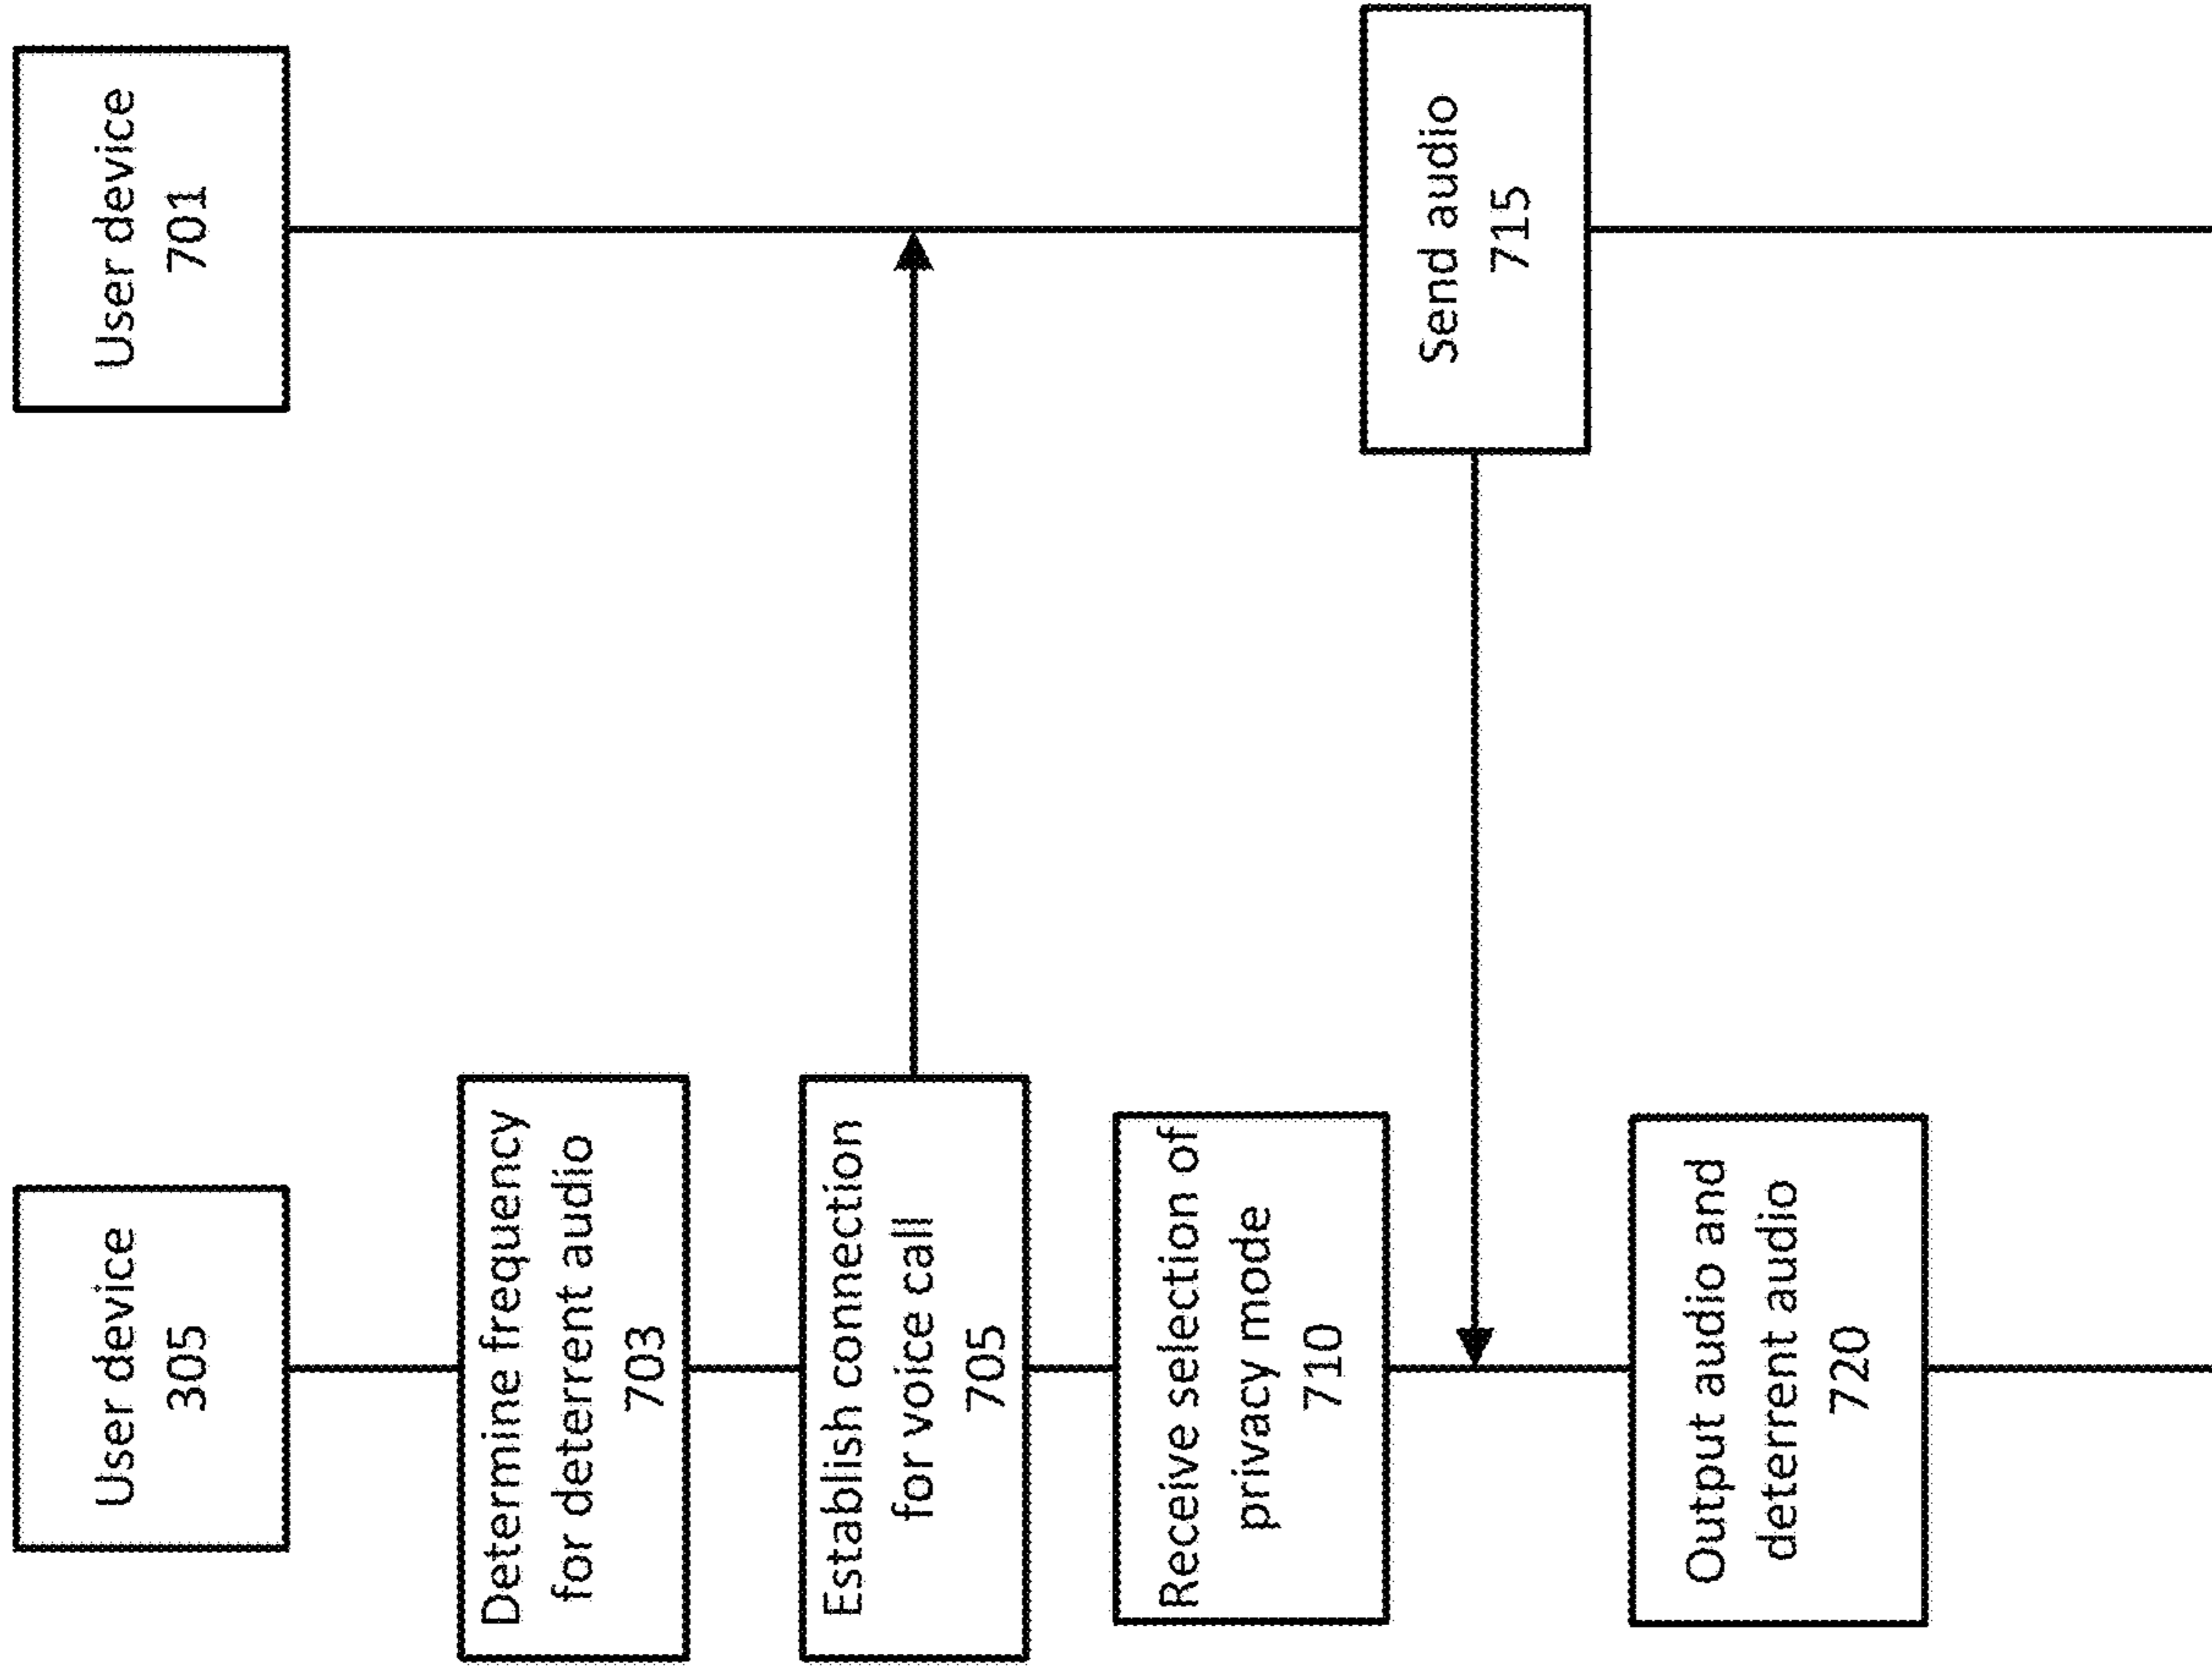 User device
305
User device
701
Determine frequency
for deterrent audio
703
Establish connection
for voice call
705
Receive selection of
privacy mode
710
Send audio
715
Output audio and
deterrent audio
720